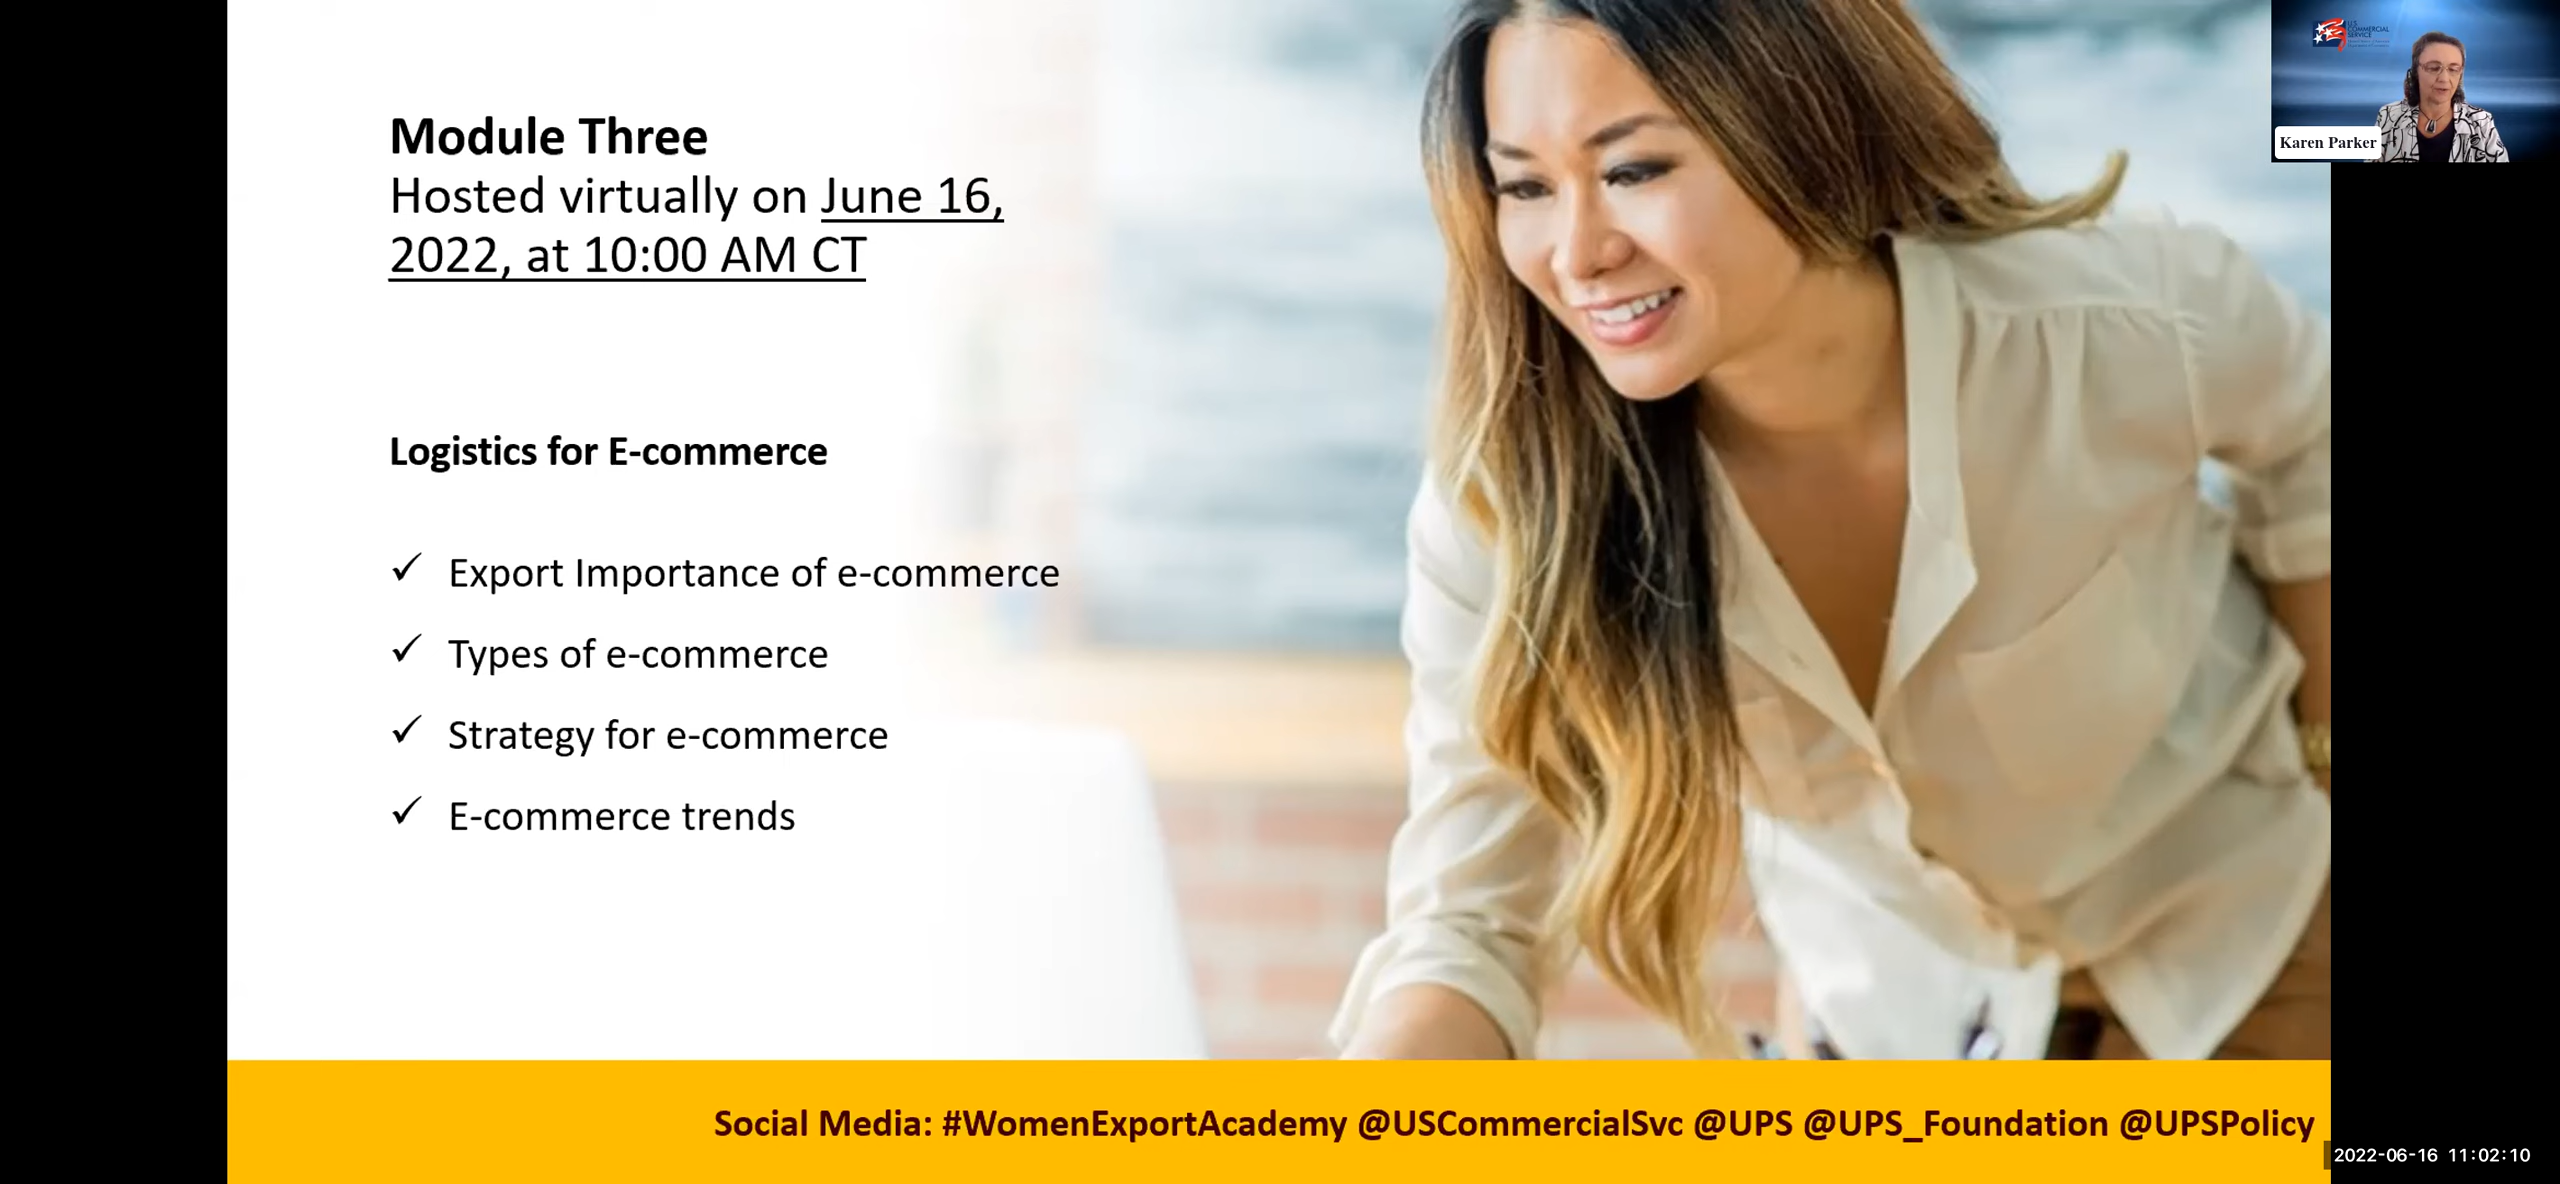 Module Three
Hosted virtually on June 16,
2022, at 10:00 AM CT
Logistics for E-commerce
✓ Export Importance of e-commerce
✓ Types of e-commerce
✓ Strategy for e-commerce
✓ E-commerce trends
Social Media: #WomenExportAcademy @USCommercialSvc @UPS @UPS_Foundation @UPSPolicy
U.S.
COMMERCIAL
SERVICE
Karen Parker
2022-06-16 11:02:10